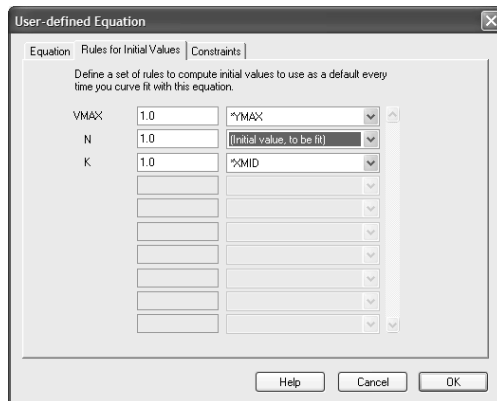 User-defined Equation
Equation Rules for Initial Values Constraints
Define a set of rules to compute initial values to use as a default every
time you curve fit with this equation.
VMAX 1.0 *YMAX
N 1.0 (Initial value, to be fit)
K 1.0 *XMID
Help Cancel OK